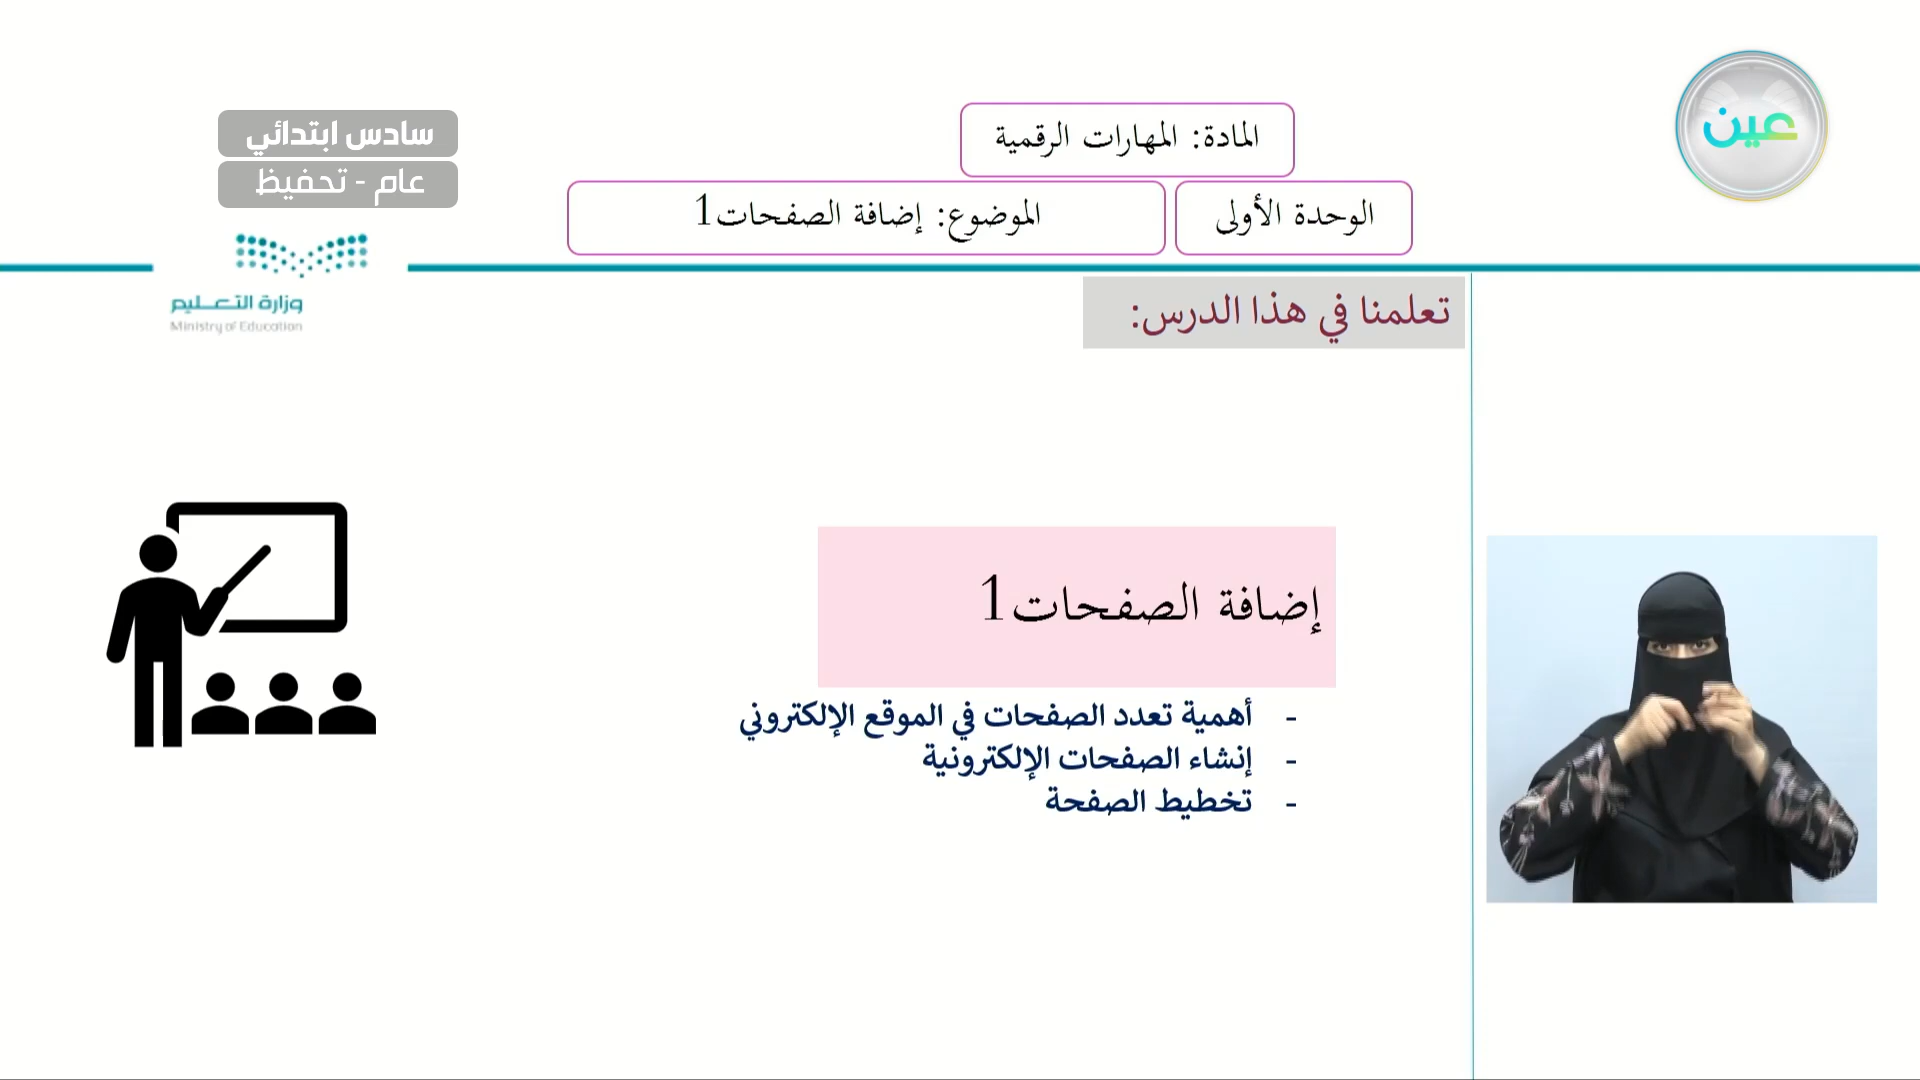 عين
المادة: المهارات الرقمية
سادس ابتدائي
عام - تحفيظ
الوحدة الأولى
الموضوع: إضافة الصفحات1
وزارة التعليم
Ministry of Education
تعلمنا في هذا الدرس:
إضافة الصفحات1
- أهمية تعدد الصفحات في الموقع الإلكتروني
- إنشاء الصفحات الإلكترونية
- تخطيط الصفحة